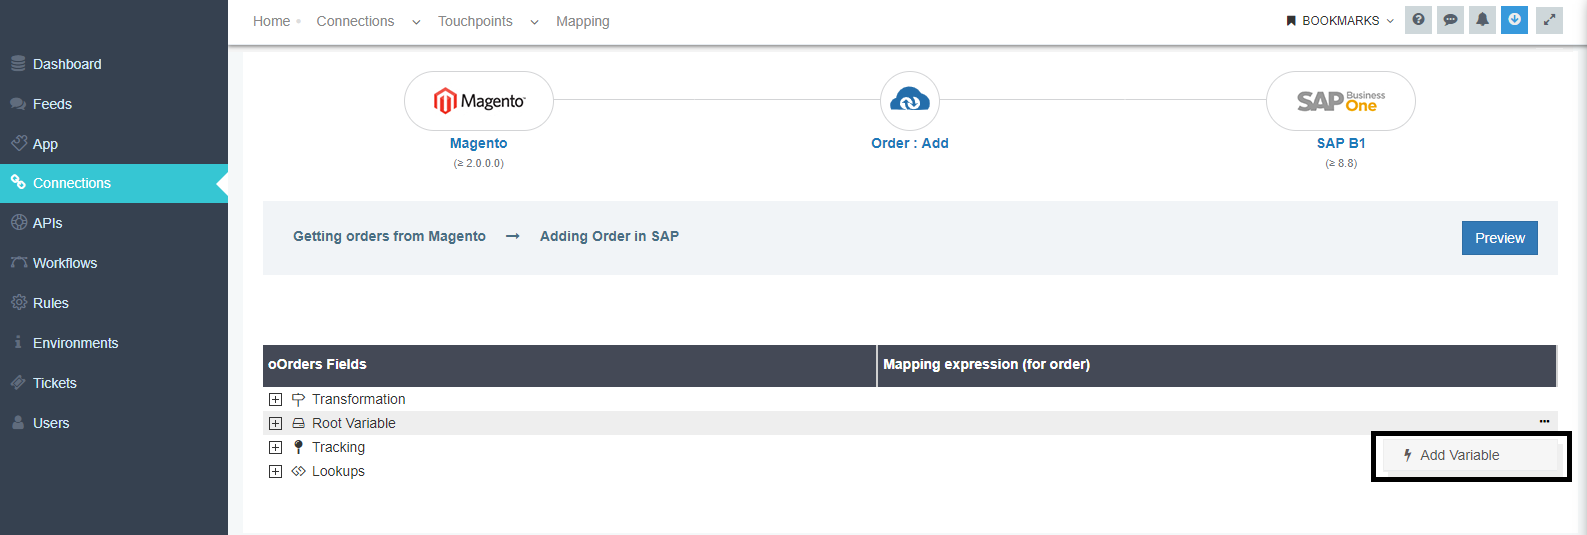 Home Connections Touchpoints Mapping BOOKMARKS
Dashboard
Feeds
App
Connections
APIs
Workflows
Rules
Environments
Tickets
Users
Magento
SAP Business One
Magento Order : Add SAP B1
(≥ 2.0.0.0) (≥ 8.8)
Getting orders from Magento → Adding Order in SAP Preview
oOrders Fields Mapping expression (for order)
Transformation
Root Variable ...
Tracking
Add Variable
Lookups